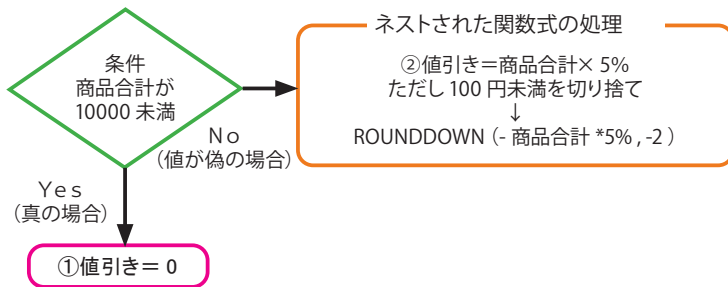 ネストされた関数式の処理
条件
商品合計が
10000 未満
②値引き＝商品合計× 5%
ただし 100 円未満を切り捨て
↓
ROUNDDOWN（- 商品合計 *5% , -2 ）
No
（値が偽の場合）
Yes
（真の場合）
①値引き＝ 0